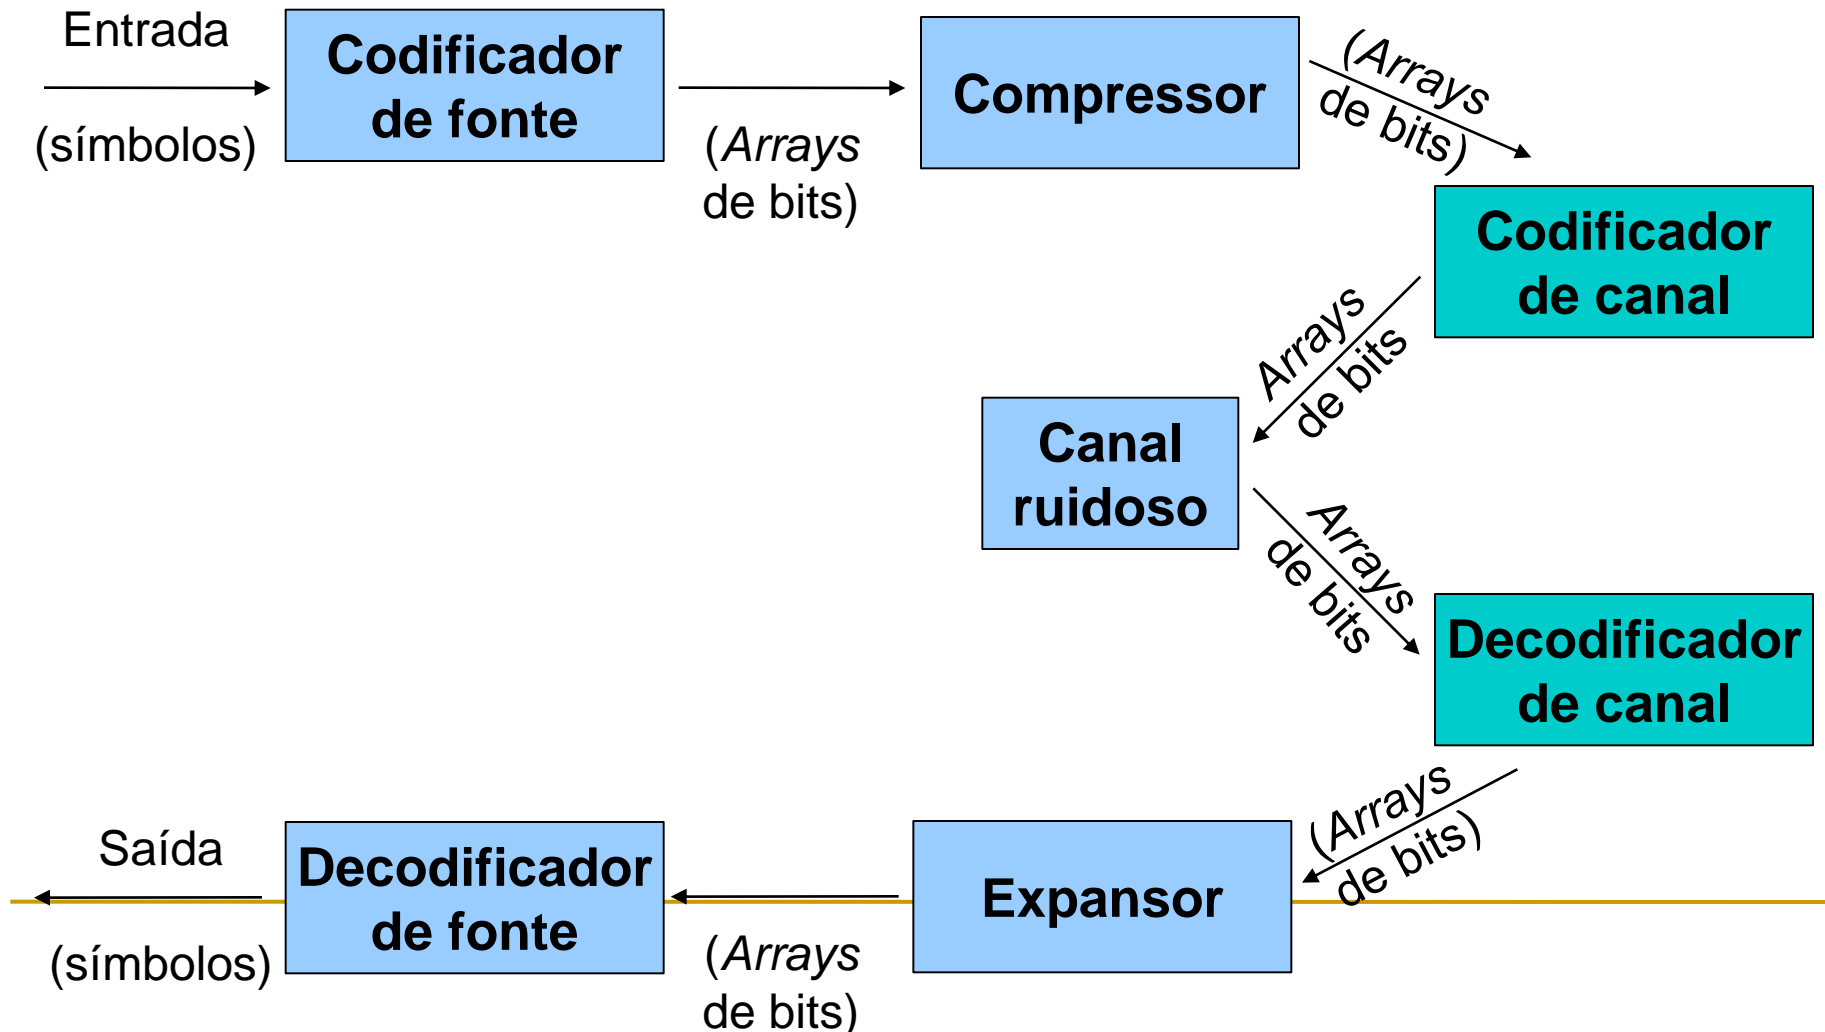 Entrada
(símbolos)
Codificador
de fonte
(Arrays
de bits)
Compressor
(Arrays
de bits)
Codificador
de canal
Arrays
de bits
Canal
ruidoso
Arrays
de bits
Decodificador
de canal
(Arrays
de bits)
Expansor
(Arrays
de bits)
Decodificador
de fonte
Saída
(símbolos)